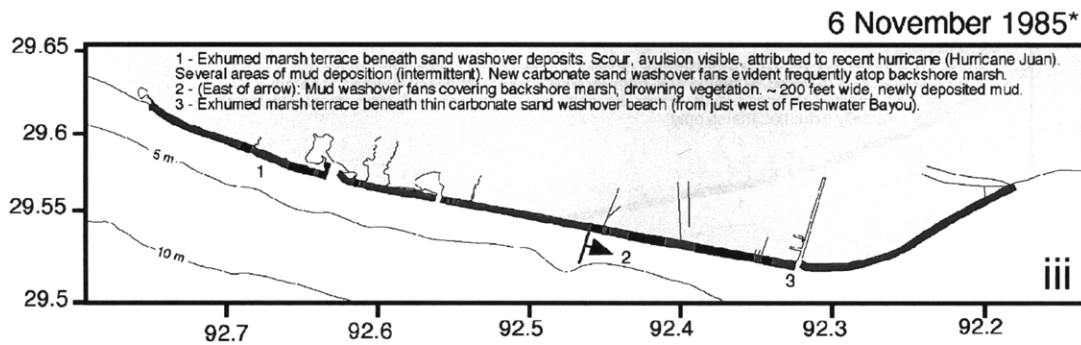 6 November 1985*
29.65
1 - Exhumed marsh terrace beneath sand washover deposits. Scour, avulsion visible, attributed to recent hurricane (Hurricane Juan).
Several areas of mud deposition (intermittent). New carbonate sand washover fans evident frequently atop backshore marsh.
2 - (East of arrow): Mud washover fans covering backshore marsh, drowning vegetation. ~ 200 feet wide, newly deposited mud.
3 - Exhumed marsh terrace beneath thin carbonate sand washover beach (from just west of Freshwater Bayou).
29.6
5 m
1
29.55
10 m
2
3
iii
29.5
92.7 92.6 92.5 92.4 92.3 92.2